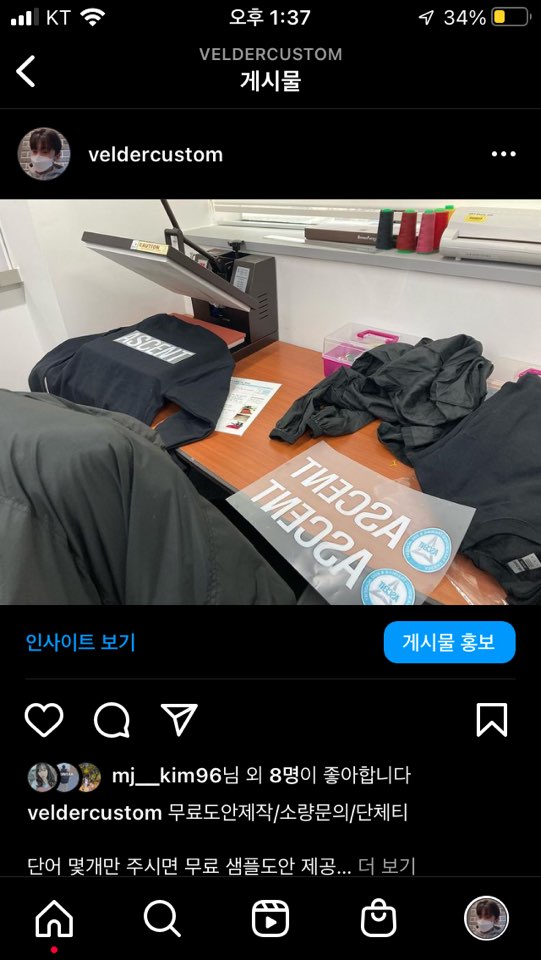 KT 오후 1:37 34%
VELDERCUSTOM
게시물
veldercustom
CAUTION
ASCENT
ASCENT
ASCENT
인사이트 보기 게시물 홍보
mj__kim96님 외 8명이 좋아합니다
veldercustom 무료도안제작/소량문의/단체티
단어 몇개만 주시면 무료 샘플도안 제공... 더 보기